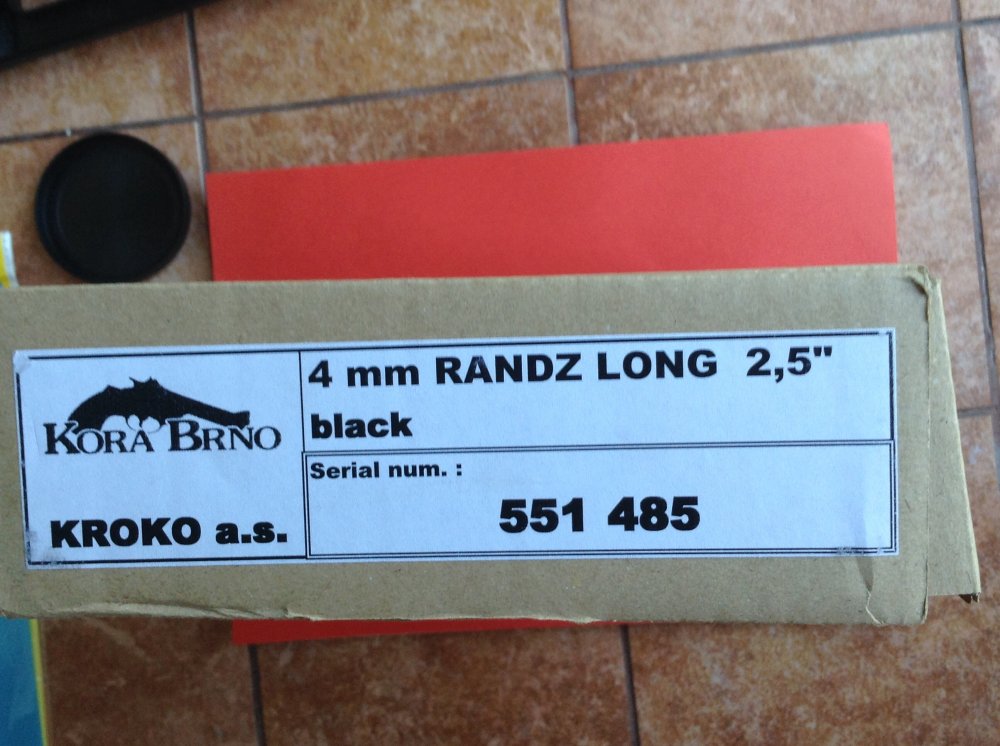 KORA BRNO
KROKO a.s.
4 mm RANDZ LONG 2,5"
black
Serial num. :
551 485